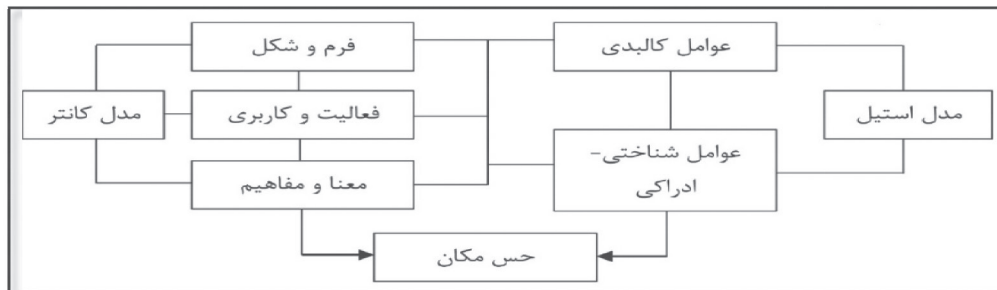 عوامل کالبدی
فرم و شکل
مدل استیل
فعالیت و کاربری
مدل کانتر
عوامل شناختی-
ادراکی
معنا و مفاهیم
حس مکان